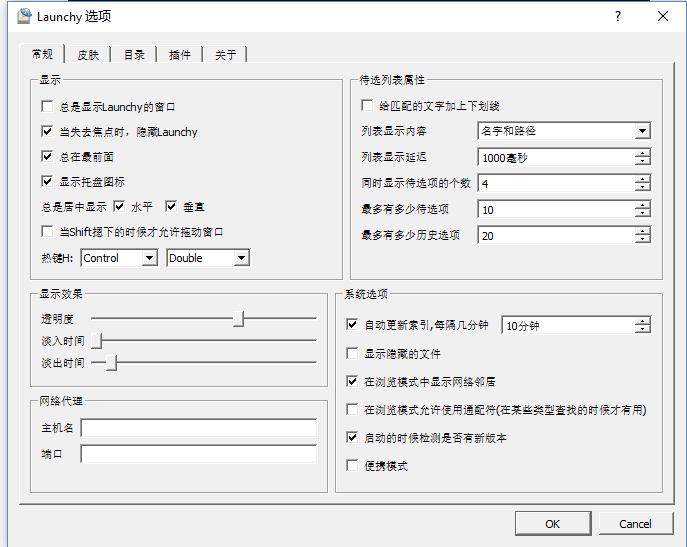 Launchy 选项
常规 皮肤 目录 插件 关于
显示
总是显示Launchy的窗口
当失去焦点时，隐藏Launchy
总在最前面
显示托盘图标
总是居中显示 水平 垂直
当Shift摁下的时候才允许拖动窗口
热键H: Control Double
待选列表属性
给匹配的文字加上下划线
列表显示内容 名字和路径
列表显示延迟 1000毫秒
同时显示待选项的个数 4
最多有多少待选项 10
最多有多少历史选项 20
显示效果
透明度
淡入时间
淡出时间
网络代理
主机名
端口
系统选项
自动更新索引,每隔几分钟 10分钟
显示隐藏的文件
在浏览模式中显示网络邻居
在浏览模式允许使用通配符(在某些类型查找的时候才有用)
启动的时候检测是否有新版本
便携模式
OK Cancel